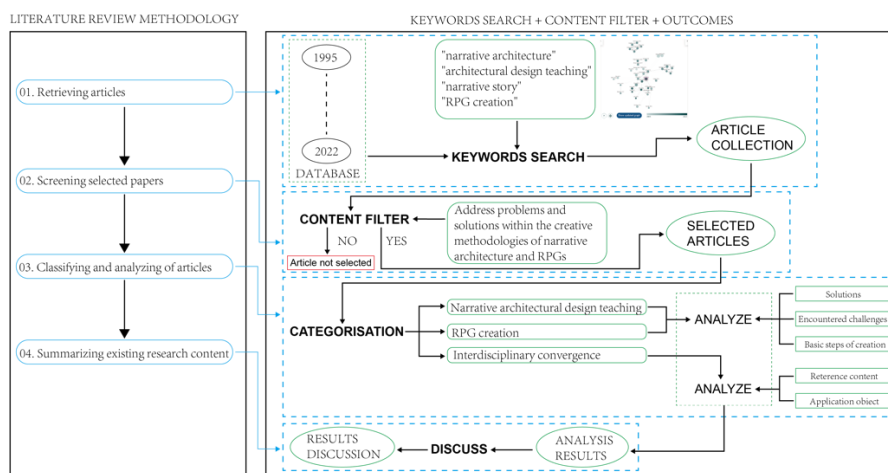 LITERATURE REVIEW METHODOLOGY
KEYWORDS SEARCH + CONTENT FILTER + OUTCOMES
01. Retrieving articles
02. Screening selected papers
03. Classifying and analyzing of articles
04. Summarizing existing research content
1995
2022
DATABASE
"narrative architecture"
"architectural design teaching"
"narrative story"
"RPG creation"
KEYWORDS SEARCH
ARTICLE
COLLECTION
CONTENT FILTER
NO
YES
Article not selected
Address problems and
solutions within the creative
methodologies of narrative
architecture and RPGs
SELECTED
ARTICLES
CATEGORISATION
Narrative architectural design teaching
RPG creation
Interdisciplinary convergence
ANALYZE
Solutions
Encountered challenges
Basic steps of creation
ANALYZE
Reterence content
Application object
RESULTS
DISCUSSION
DISCUSS
ANALYSIS
RESULTS